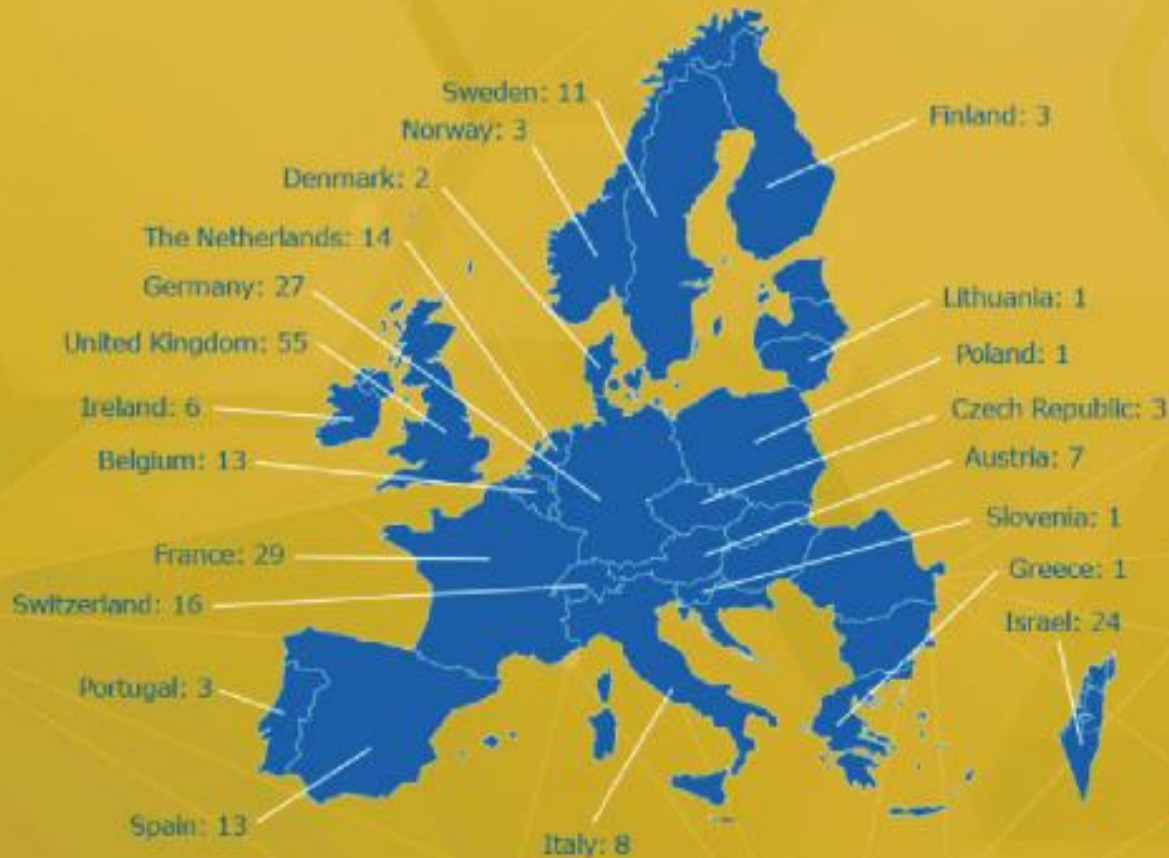 Sweden: 11
Norway: 3
Finland: 3
Denmark: 2
The Netherlands: 14
Germany: 27
Lithuania: 1
United Kingdom: 55
Poland: 1
Ireland: 6
Czech Republic: 3
Belgium: 13
Austria: 7
Slovenia: 1
France: 29
Greece: 1
Switzerland: 16
Israel: 24
Portugal: 3
Spain: 13
Italy: 8